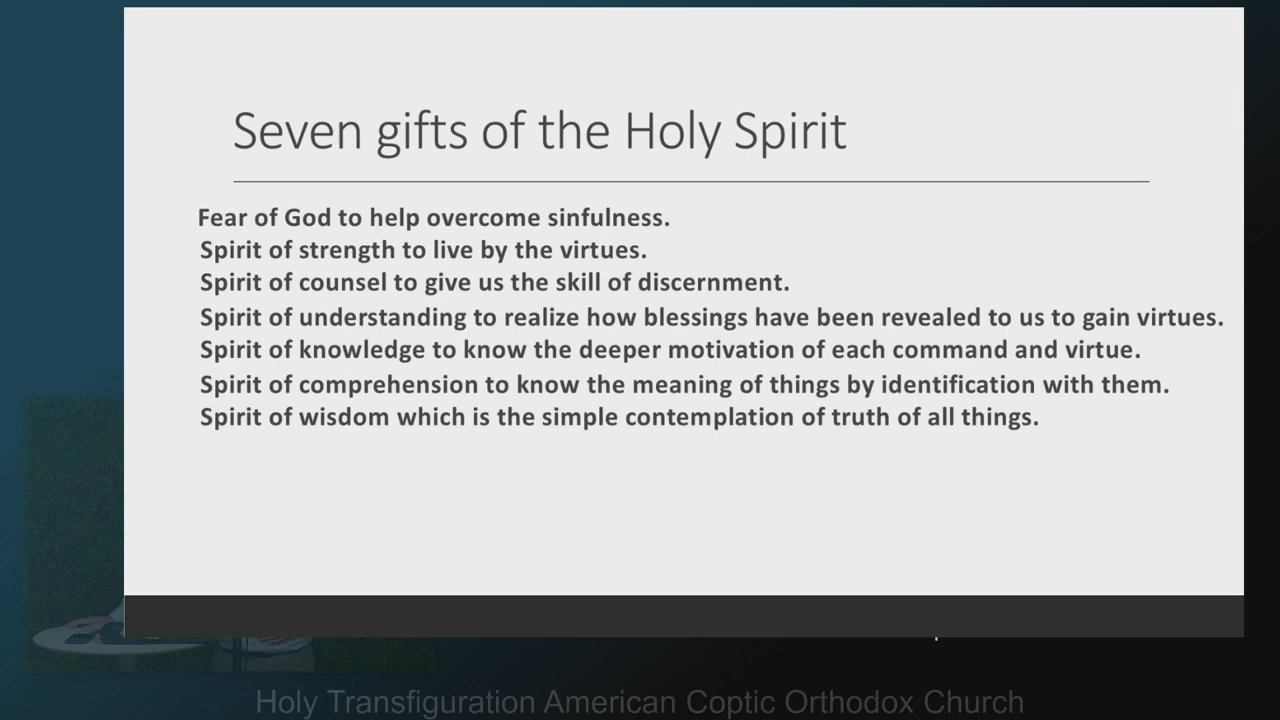 Seven gifts of the Holy Spirit
Fear of God to help overcome sinfulness.
Spirit of strength to live by the virtues.
Spirit of counsel to give us the skill of discernment.
Spirit of understanding to realize how blessings have been revealed to us to gain virtues.
Spirit of knowledge to know the deeper motivation of each command and virtue.
Spirit of comprehension to know the meaning of things by identification with them.
Spirit of wisdom which is the simple contemplation of truth of all things.
Holy Transfiguration American Coptic Orthodox Church